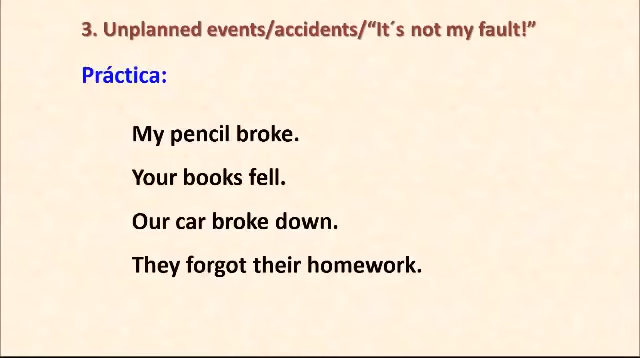 3. Unplanned events/accidents/“It´s not my fault!”
Práctica:
My pencil broke.
Your books fell.
Our car broke down.
They forgot their homework.